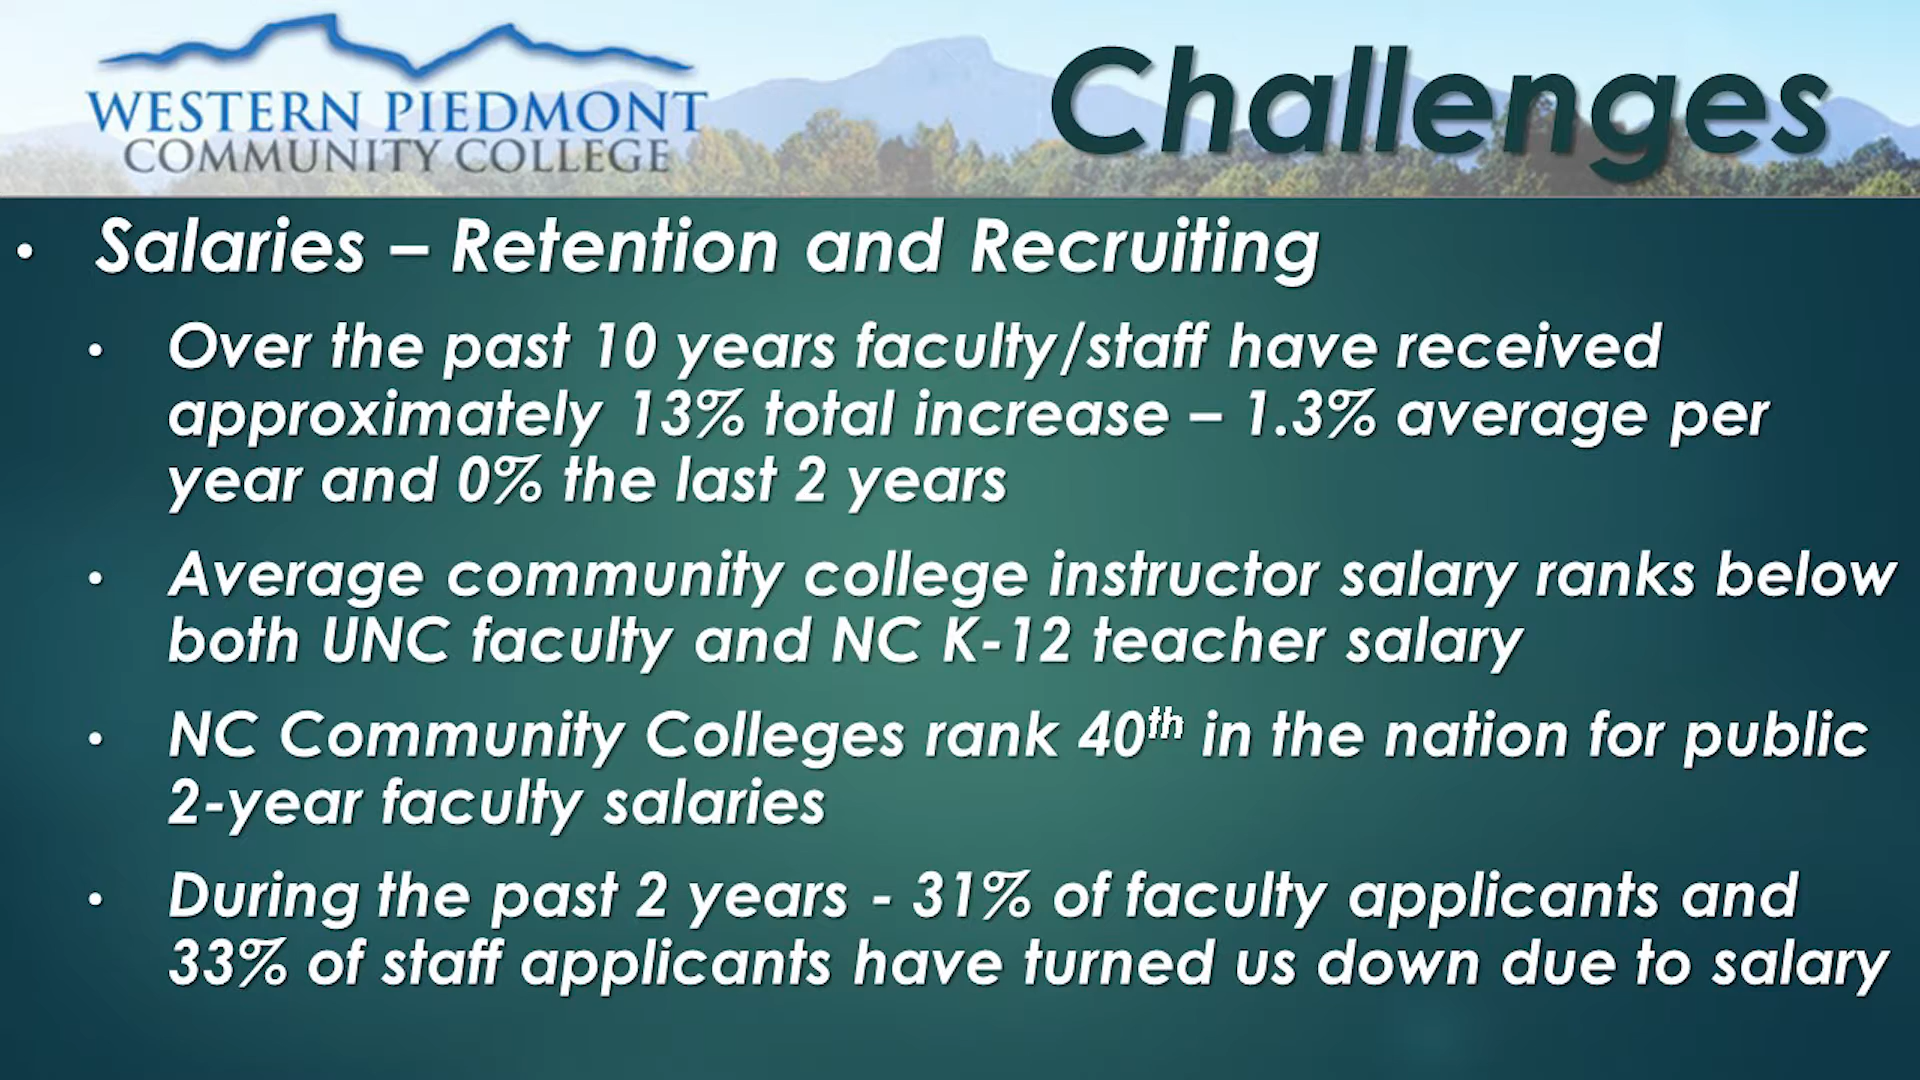 WESTERN PIEDMONT
COMMUNITY COLLEGE
Challenges
• Salaries – Retention and Recruiting
• Over the past 10 years faculty/staff have received
approximately 13% total increase – 1.3% average per
year and 0% the last 2 years
• Average community college instructor salary ranks below
both UNC faculty and NC K-12 teacher salary
• NC Community Colleges rank 40th in the nation for public
2-year faculty salaries
• During the past 2 years - 31% of faculty applicants and
33% of staff applicants have turned us down due to salary